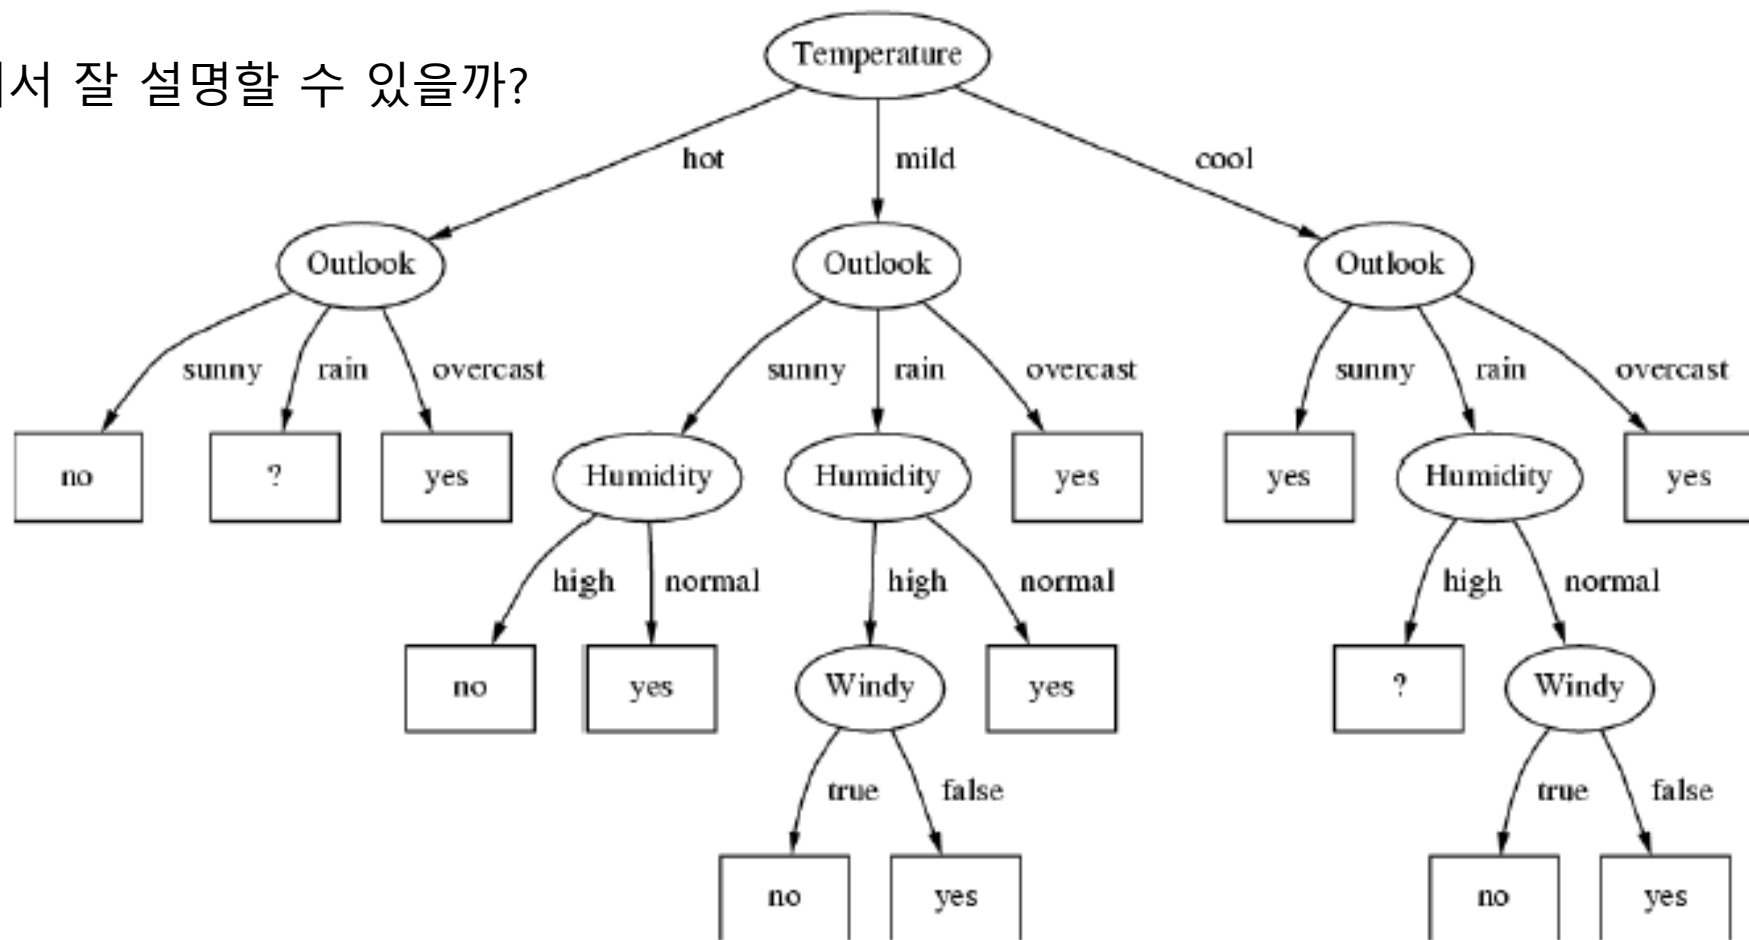 Temperature
서 잘 설명할 수 있을까?
hot mild cool
Outlook Outlook Outlook
sunny rain overcast sunny rain overcast sunny rain overcast
no ? yes Humidity Humidity yes yes Humidity yes
high normal high normal high normal
no yes Windy yes ? Windy
true false true false
no yes no yes